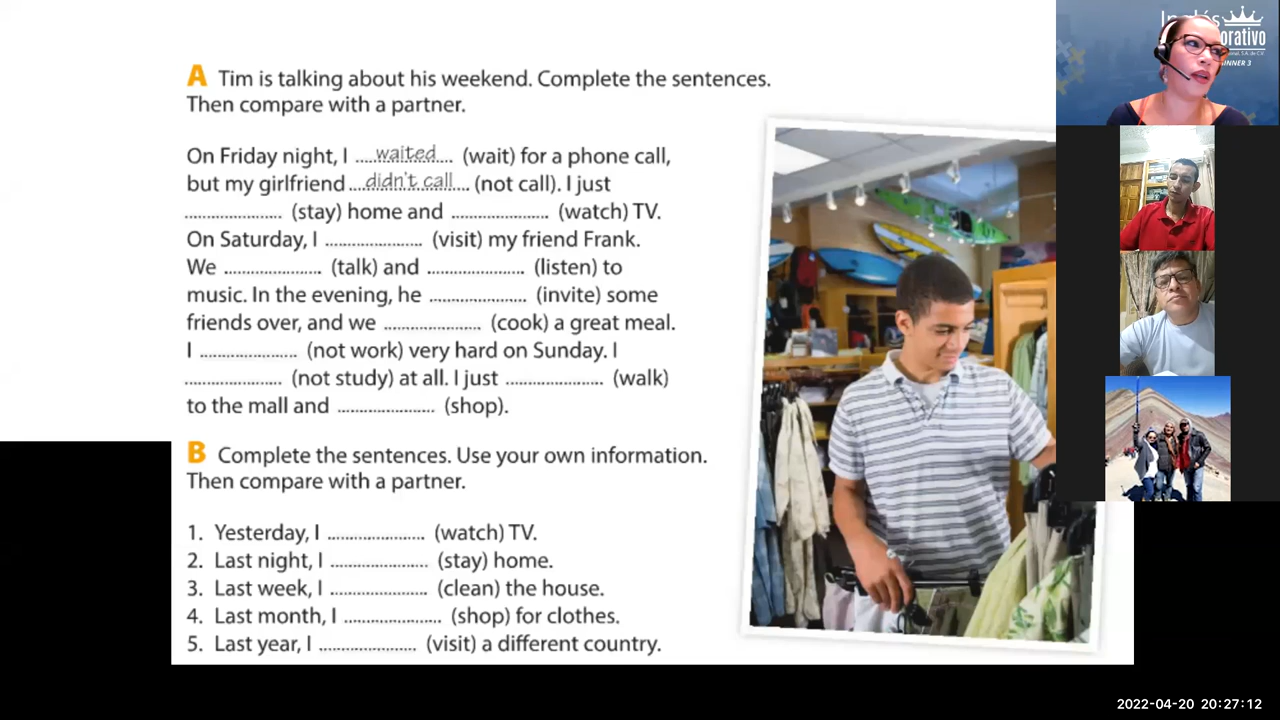 A Tim is talking about his weekend. Complete the sentences.
Then compare with a partner.
On Friday night, I ....waited.... (wait) for a phone call,
but my girlfriend ....didn't call.... (not call). I just
........................ (stay) home and ........................ (watch) TV.
On Saturday, I ........................ (visit) my friend Frank.
We ........................ (talk) and ........................ (listen) to
music. In the evening, he ........................ (invite) some
friends over, and we ........................ (cook) a great meal.
I ........................ (not work) very hard on Sunday. I
........................ (not study) at all. I just ........................ (walk)
to the mall and ........................ (shop).
B Complete the sentences. Use your own information.
Then compare with a partner.
1. Yesterday, I ........................ (watch) TV.
2. Last night, I ........................ (stay) home.
3. Last week, I ........................ (clean) the house.
4. Last month, I ........................ (shop) for clothes.
5. Last year, I ........................ (visit) a different country.
2022-04-20 20:27:12